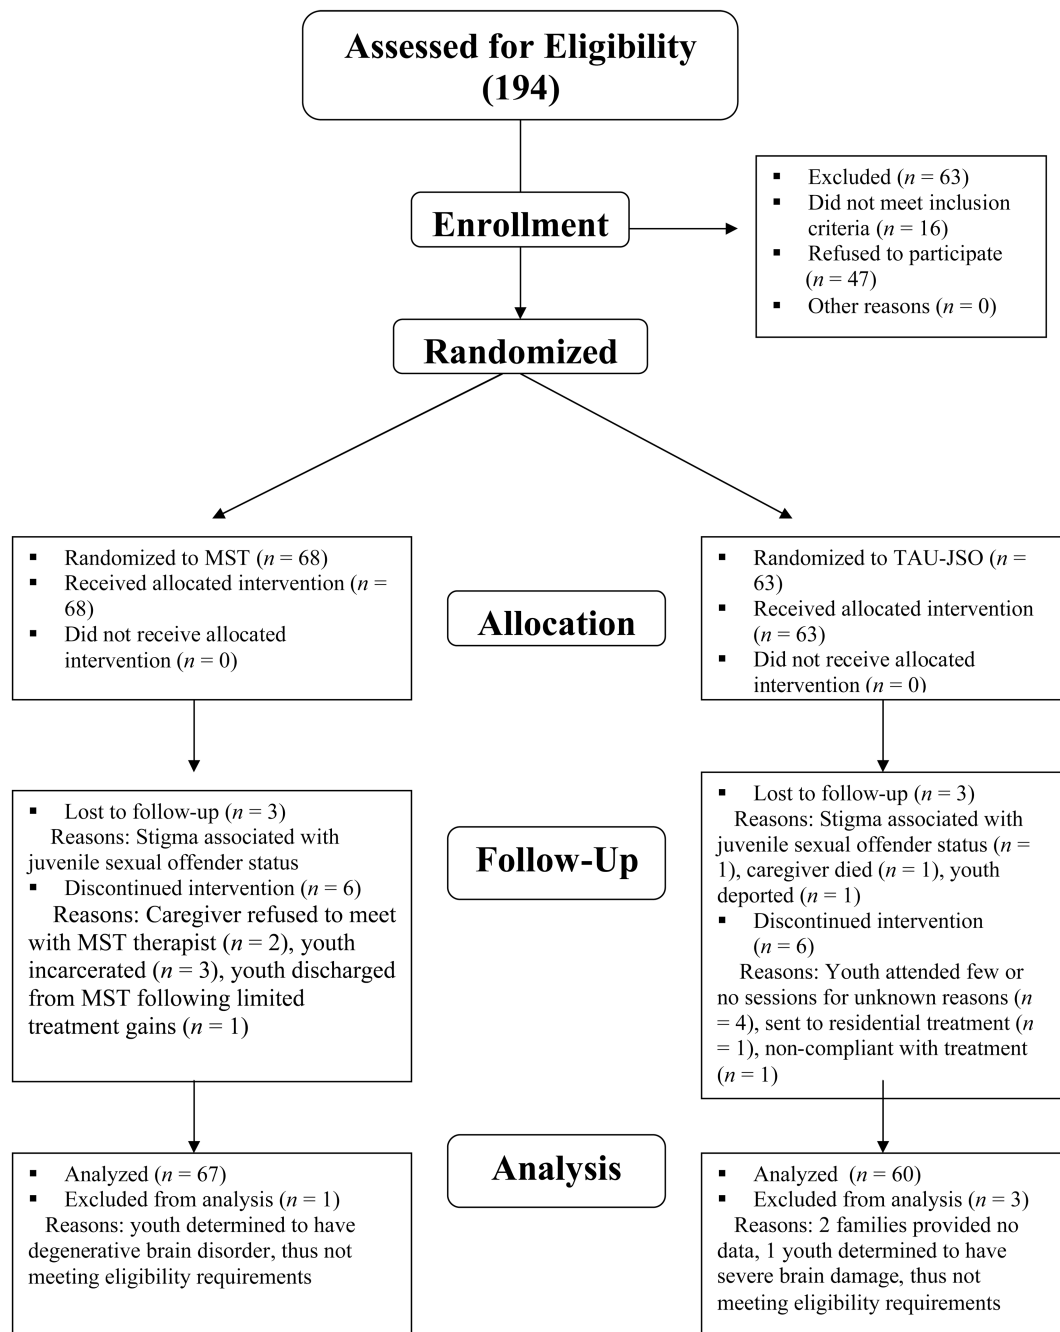 Assessed for Eligibility
(194)
Enrollment
▪ Excluded (n = 63)
▪ Did not meet inclusion
criteria (n = 16)
▪ Refused to participate
(n = 47)
▪ Other reasons (n = 0)
Randomized
▪ Randomized to MST (n = 68)
▪ Received allocated intervention (n =
68)
▪ Did not receive allocated
intervention (n = 0)
Allocation
▪ Randomized to TAU-JSO (n =
63)
▪ Received allocated intervention
(n = 63)
▪ Did not receive allocated
intervention (n = 0)
▪ Lost to follow-up (n = 3)
Reasons: Stigma associated with
juvenile sexual offender status
▪ Discontinued intervention (n = 6)
Reasons: Caregiver refused to meet
with MST therapist (n = 2), youth
incarcerated (n = 3), youth discharged
from MST following limited
treatment gains (n = 1)
Follow-Up
▪ Lost to follow-up (n = 3)
Reasons: Stigma associated with
juvenile sexual offender status (n =
1), caregiver died (n = 1), youth
deported (n = 1)
▪ Discontinued intervention
(n = 6)
Reasons: Youth attended few or
no sessions for unknown reasons (n
= 4), sent to residential treatment (n
= 1), non-compliant with treatment
(n = 1)
▪ Analyzed (n = 67)
▪ Excluded from analysis (n = 1)
Reasons: youth determined to have
degenerative brain disorder, thus not
meeting eligibility requirements
Analysis
▪ Analyzed (n = 60)
▪ Excluded from analysis (n = 3)
Reasons: 2 families provided no
data, 1 youth determined to have
severe brain damage, thus not
meeting eligibility requirements